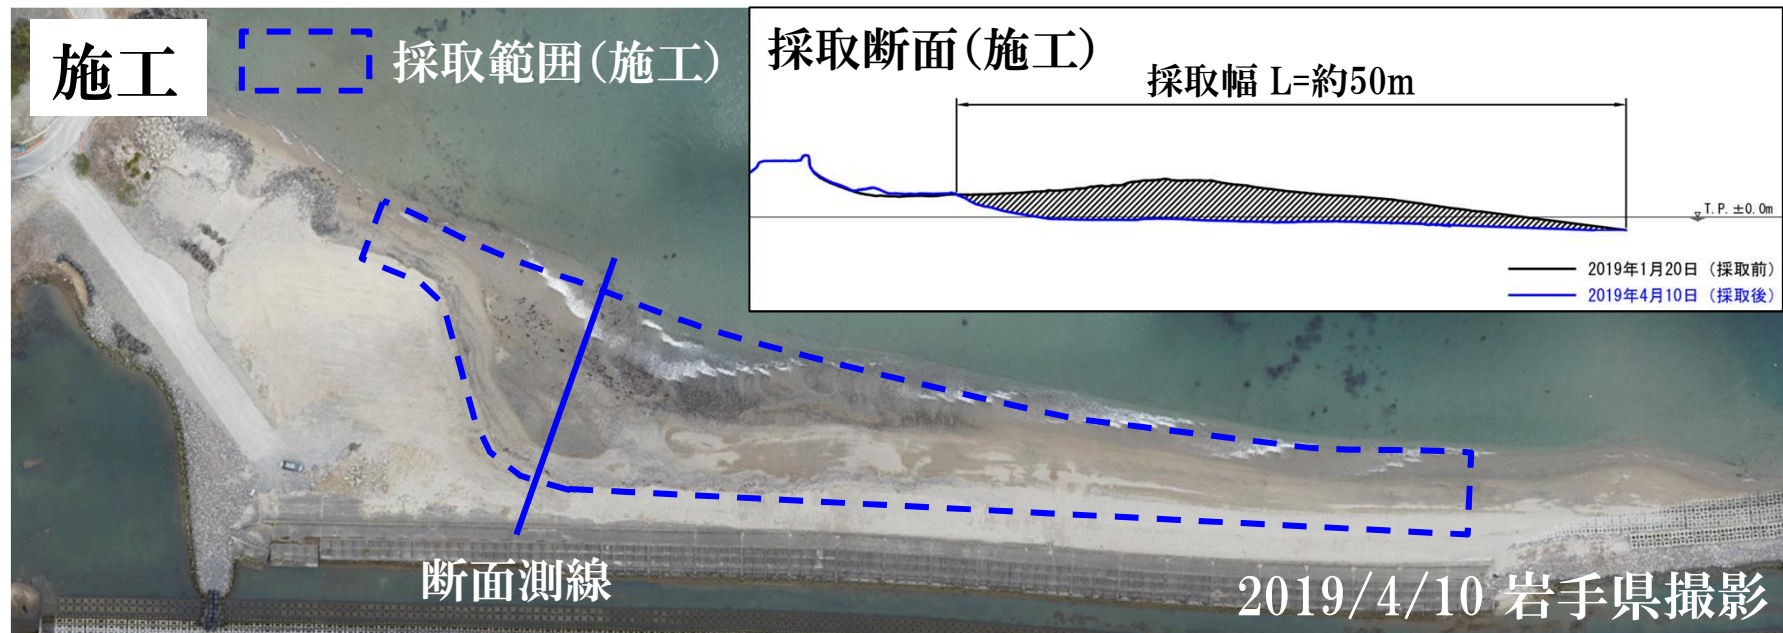 施工
採取範囲(施工)
採取断面(施工)
採取幅 L=約50m
T.P.±0.0m
2019年1月20日 (採取前)
2019年4月10日 (採取後)
断面測線
2019/4/10 岩手県撮影